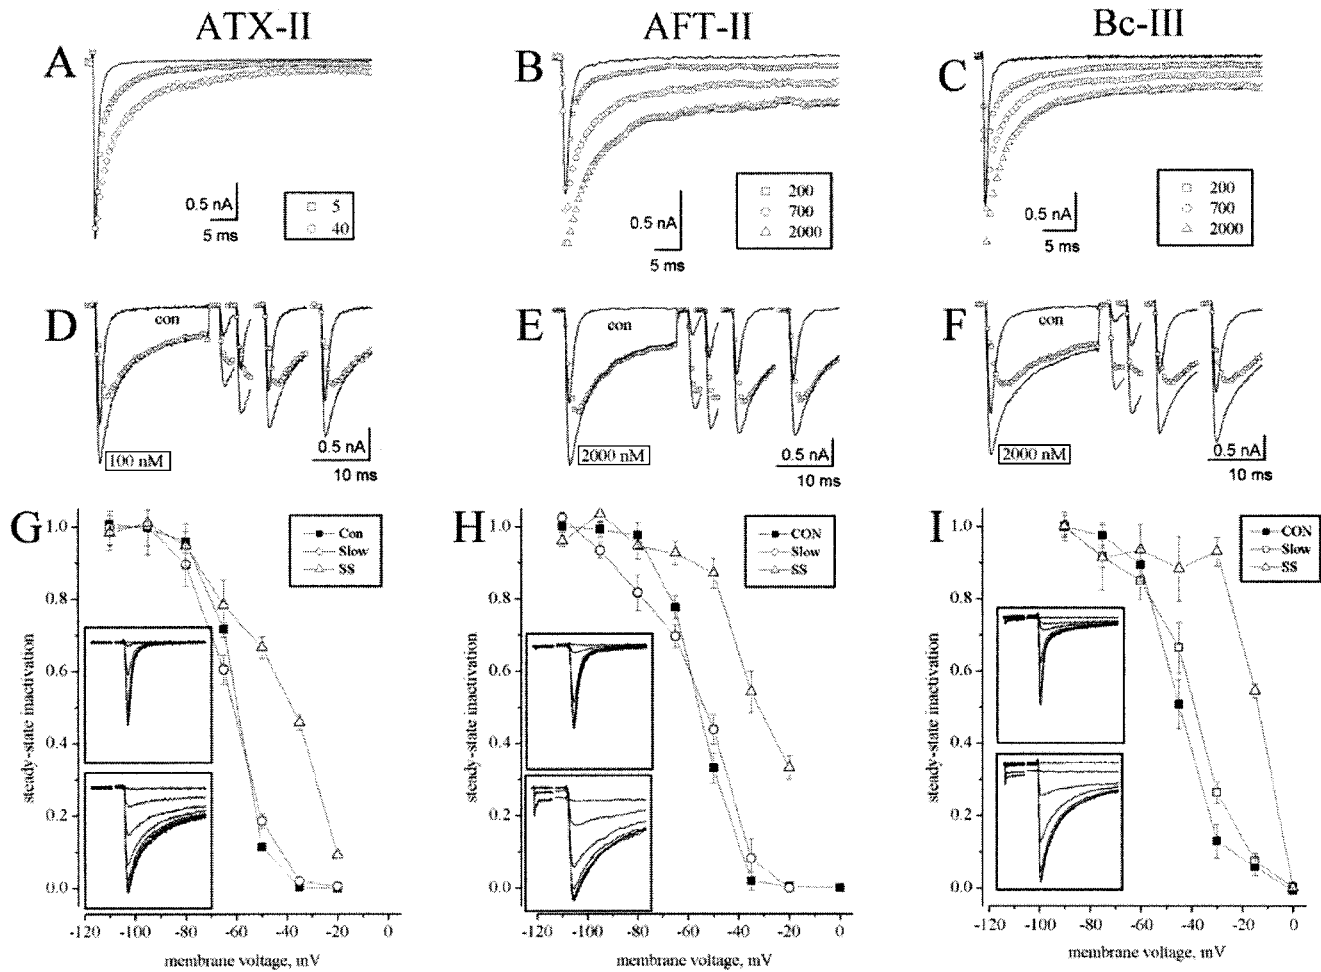 ATX-II
AFT-II
Bc-III
A
0.5 nA
5 ms
5
40
B
0.5 nA
5 ms
200
700
2000
C
0.5 nA
5 ms
200
700
2000
D
con
100 nM
0.5 nA
10 ms
E
con
2000 nM
0.5 nA
10 ms
F
con
2000 nM
0.5 nA
10 ms
G
steady-state inactivation
1.0
0.8
0.6
0.4
0.2
0.0
Con
Slow
SS
-120
-100
-80
-60
-40
-20
0
membrane voltage, mV
H
steady-state inactivation
1.0
0.8
0.6
0.4
0.2
0.0
CON
Slow
SS
-120
-100
-80
-60
-40
-20
0
membrane voltage, mV
I
steady-state inactivation
1.0
0.8
0.6
0.4
0.2
0.0
CON
Slow
SS
-120
-100
-80
-60
-40
-20
0
membrane voltage, mV